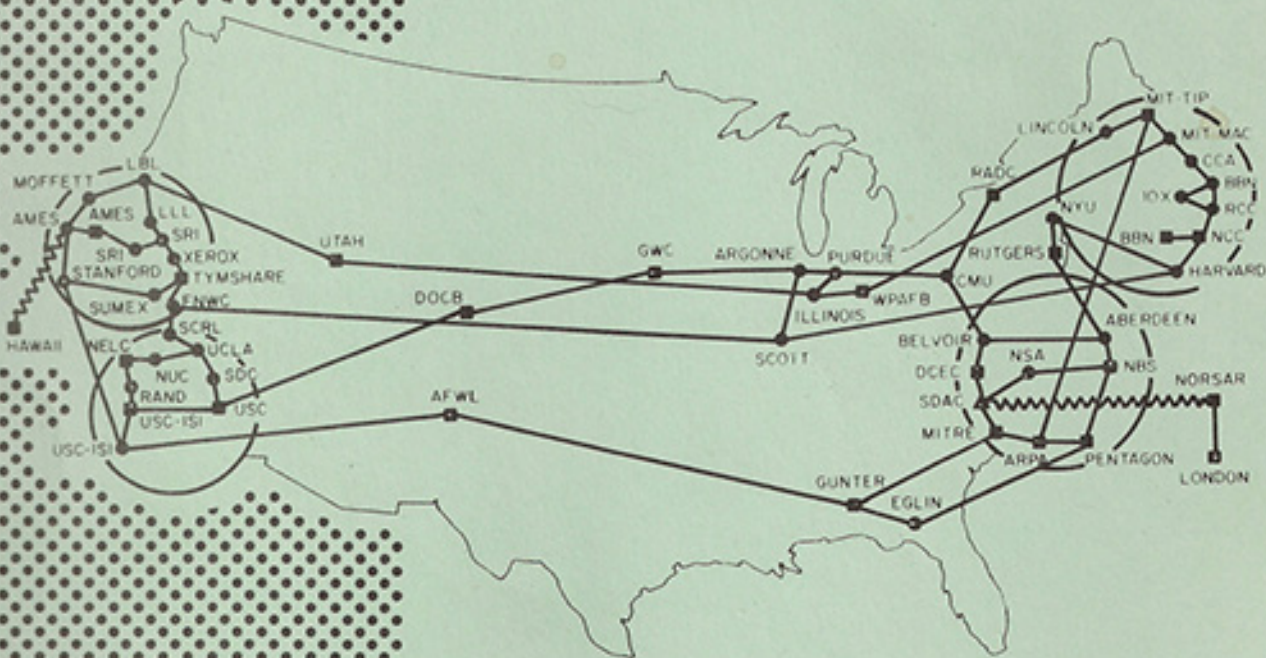 MIT-TIP
LINCOLN
MIT-MAC
CCA
LBL
BBN
MOFFETT
RADC
10X
RCC
AMES
AMES
LLL
NYU
SRI
BBN
NCC
UTAH
GWC
ARGONNE
PURDUE
RUTGERS
SRI
XEROX
STANFORD
TYMSHARE
HARVARD
CMU
SUMEX
FNWC
DOCB
WPAFB
ILLINOIS
ABERDEEN
HAWAII
SCRL
BELVOIR
NELC
UCLA
SCOTT
NSA
NBS
NUC
SDC
DCEC
NORSAR
RAND
AFWL
SDAC
USC
USC-ISI
MITRE
USC-ISI
ARPA
PENTAGON
LONDON
GUNTER
EGLIN